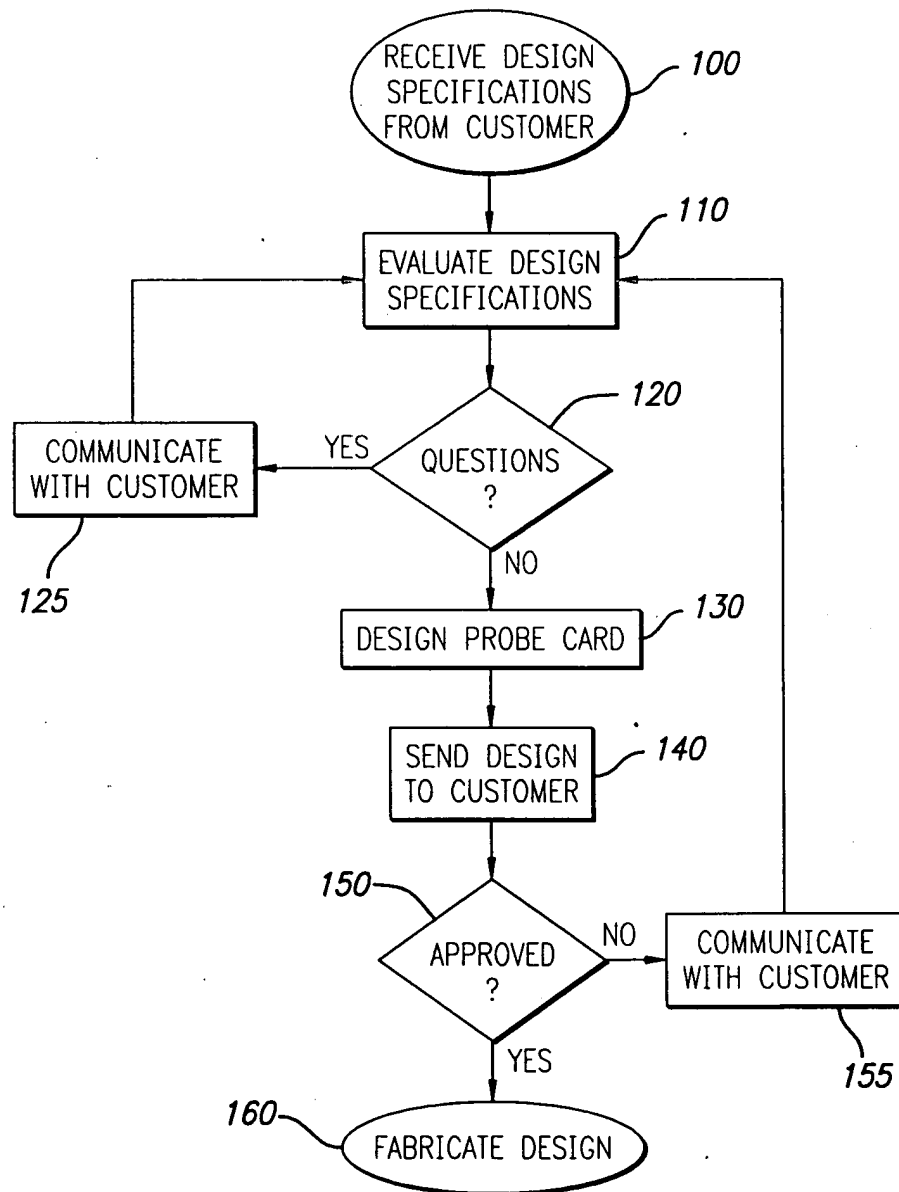 RECEIVE DESIGN
SPECIFICATIONS
FROM CUSTOMER
100
110
EVALUATE DESIGN
SPECIFICATIONS
120
COMMUNICATE
WITH CUSTOMER
YES
QUESTIONS
?
125
NO
130
DESIGN PROBE CARD
140
SEND DESIGN
TO CUSTOMER
150
APPROVED
?
NO
COMMUNICATE
WITH CUSTOMER
155
YES
160
FABRICATE DESIGN